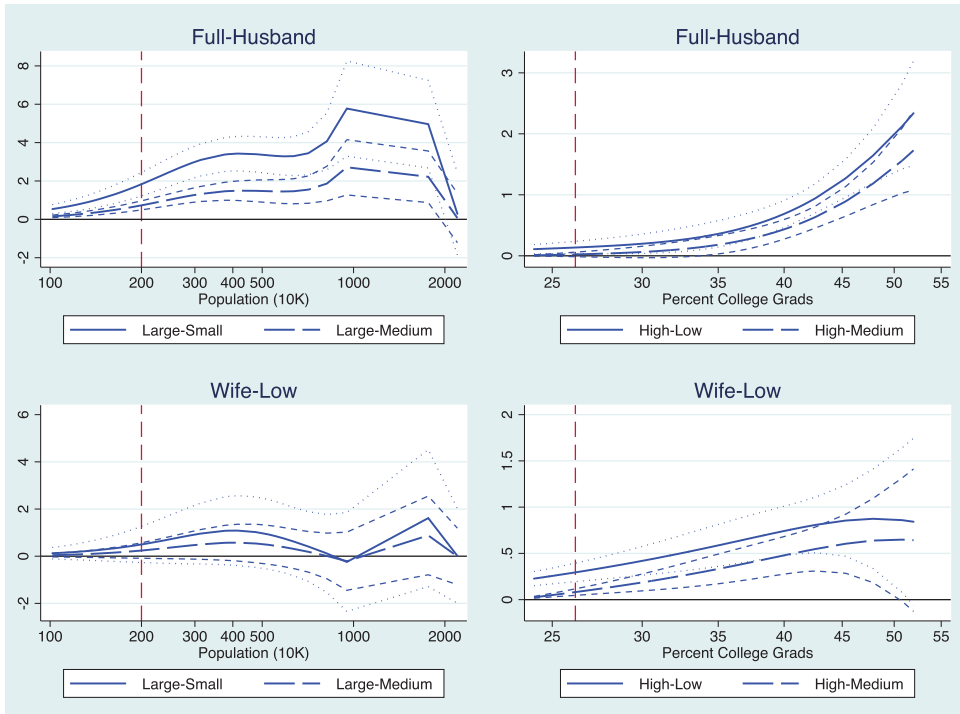 Full-Husband
8
6
4
2
0
-2
100 200 300 400 500 1000 2000
Population (10K)
Large-Small Large-Medium
Full-Husband
3
2
1
0
25 30 35 40 45 50 55
Percent College Grads
High-Low High-Medium
Wife-Low
6
4
2
0
-2
100 200 300 400 500 1000 2000
Population (10K)
Large-Small Large-Medium
Wife-Low
2
1.5
1
.5
0
25 30 35 40 45 50 55
Percent College Grads
High-Low High-Medium